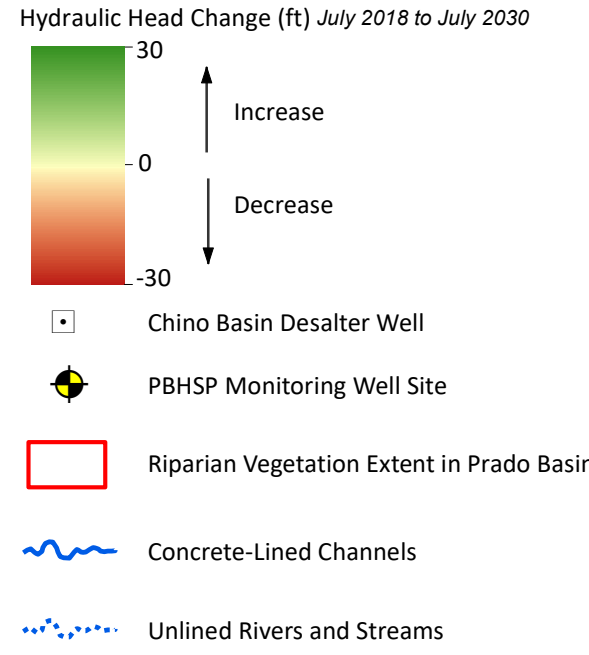 Hydraulic Head Change (ft) July 2018 to July 2030
30
Increase
0
Decrease
-30
Chino Basin Desalter Well
PBHSP Monitoring Well Site
Riparian Vegetation Extent in Prado Basin
Concrete-Lined Channels
Unlined Rivers and Streams